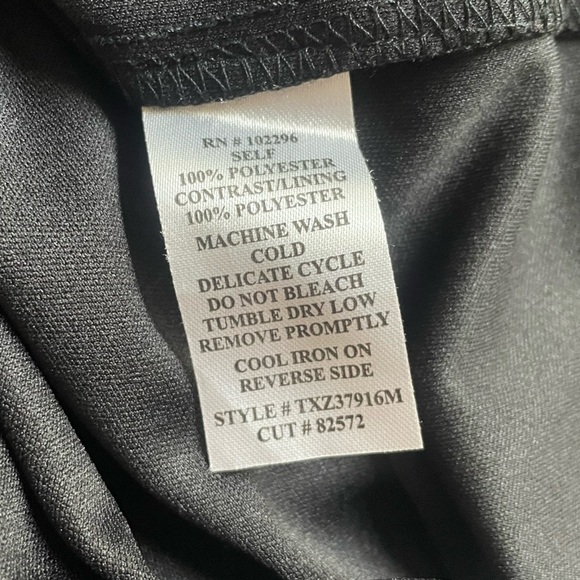 RN # 102296
SELF
100% POLYESTER
CONTRAST/LINING
100% POLYESTER
MACHINE WASH
COLD
DELICATE CYCLE
DO NOT BLEACH
TUMBLE DRY LOW
REMOVE PROMPTLY
COOL IRON ON
REVERSE SIDE
STYLE # TXZ37916M
CUT # 82572